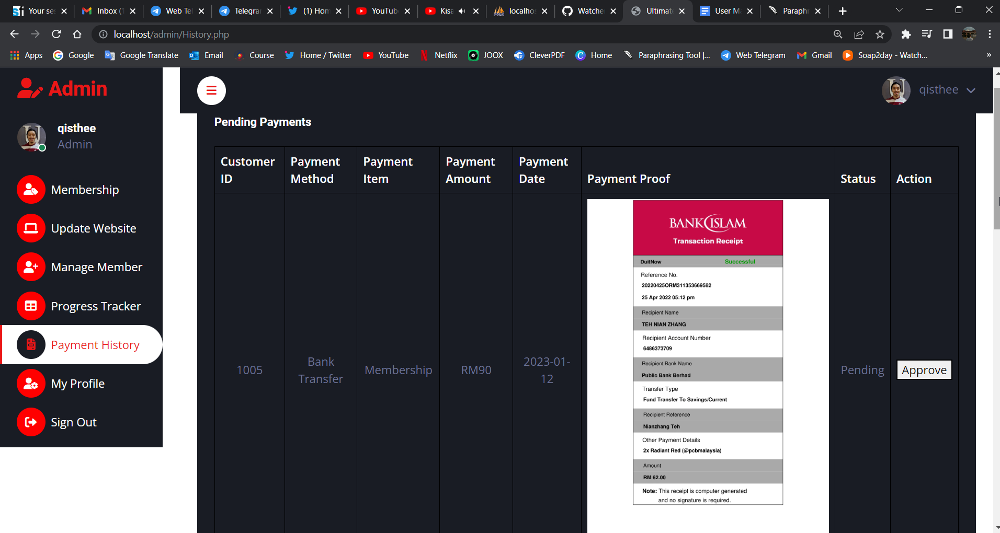 Your se
Inbox (1
Web Te
Telegra
(1) Hom
YouTub
Kisa
localhos
Watche
Ultimat
User M
Paraph
localhost/admin/History.php
Apps
Google
Google Translate
Email
Course
Home / Twitter
YouTube
Netflix
JOOX
CleverPDF
Home
Paraphrasing Tool |...
Web Telegram
Gmail
Soap2day - Watch...
»
Admin
qisthee
qisthee
Admin
Membership
Update Website
Manage Member
Progress Tracker
Payment History
My Profile
Sign Out
Pending Payments
Customer ID
Payment Method
Payment Item
Payment Amount
Payment Date
Payment Proof
Status
Action
1005
Bank
Transfer
Membership
RM90
2023-01-
12
BANK ISLAM
Transaction Receipt
DuitNow Successful
Reference No.
20220425ORM311353669582
25 Apr 2022 05:12 pm
Recipient Name
TEH NIAN ZHANG
Recipient Account Number
6486373709
Recipient Bank Name
Public Bank Berhad
Transfer Type
Fund Transfer To Savings/Current
Recipient Reference
Nianzhang Teh
Other Payment Details
2x Radiant Red (@pcbmalaysia)
Amount
RM 62.00
Note: This receipt is computer generated
and no signature is required.
Pending
Approve